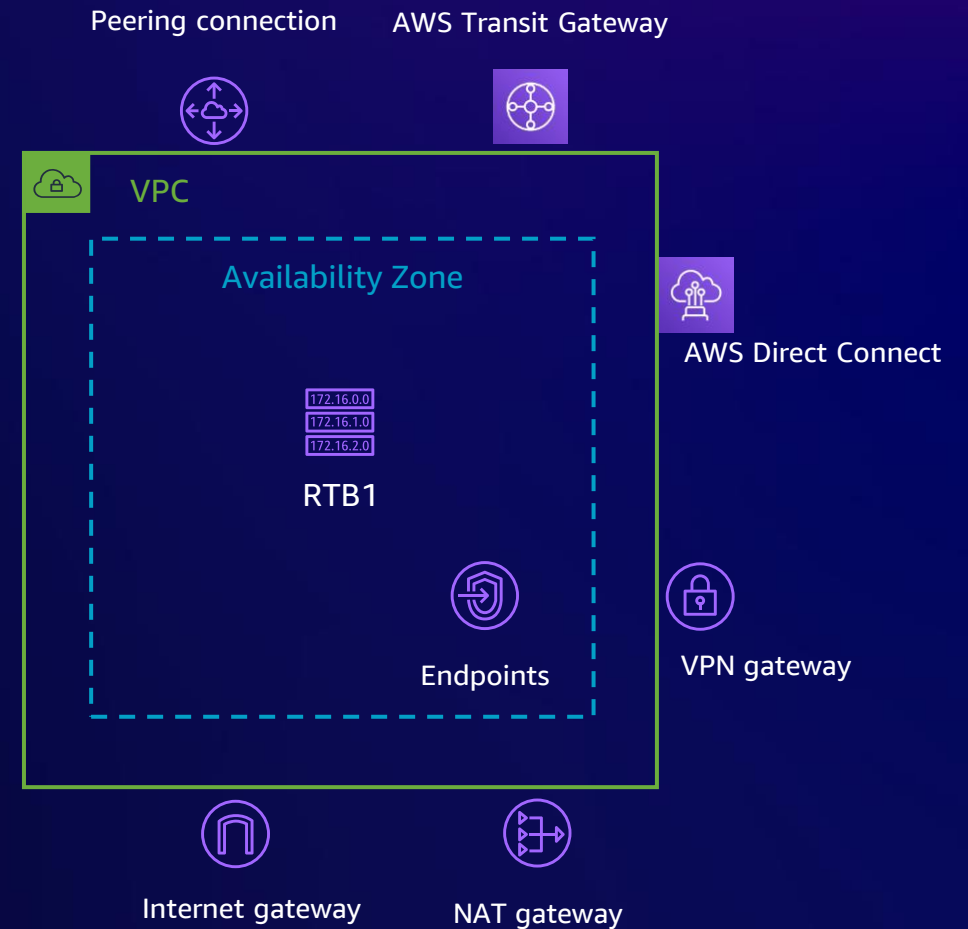 Peering connection
AWS Transit Gateway
VPC
Availability Zone
AWS Direct Connect
172.16.0.0
172.16.1.0
172.16.2.0
RTB1
Endpoints
VPN gateway
Internet gateway
NAT gateway